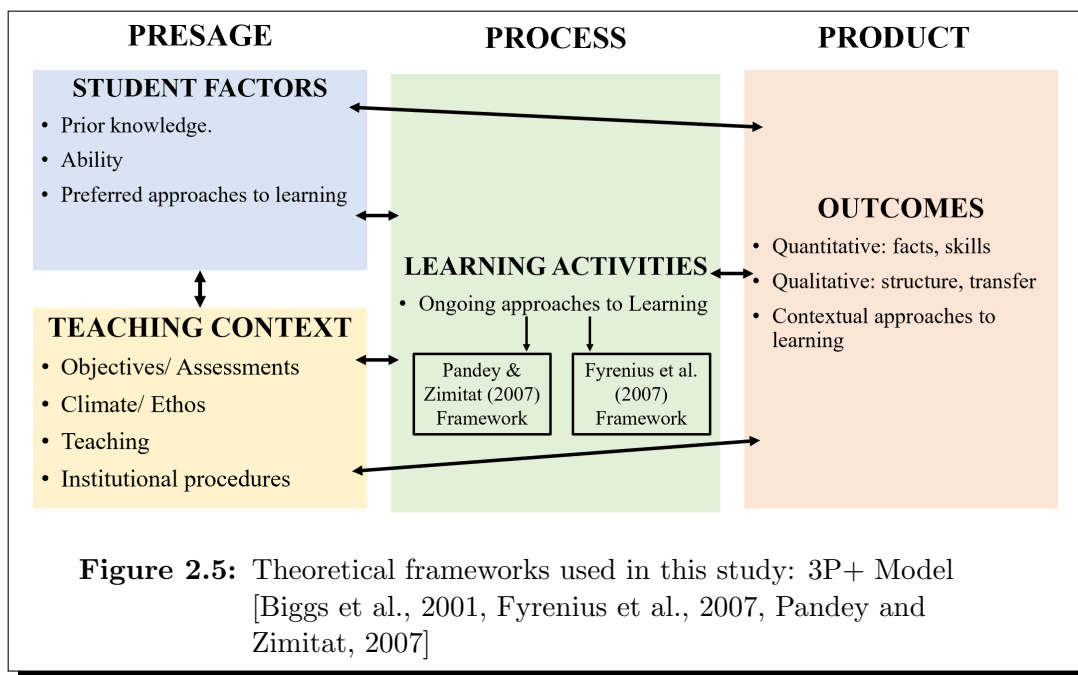 PRESAGE
PROCESS
PRODUCT
STUDENT FACTORS
• Prior knowledge.
• Ability
• Preferred approaches to learning
TEACHING CONTEXT
• Objectives/ Assessments
• Climate/ Ethos
• Teaching
• Institutional procedures
LEARNING ACTIVITIES
• Ongoing approaches to Learning
Pandey &
Zimitat (2007)
Framework
Fyrenius et al.
(2007)
Framework
OUTCOMES
• Quantitative: facts, skills
• Qualitative: structure, transfer
• Contextual approaches to
learning
Figure 2.5: Theoretical frameworks used in this study: 3P+ Model
[Biggs et al., 2001, Fyrenius et al., 2007, Pandey and
Zimitat, 2007]